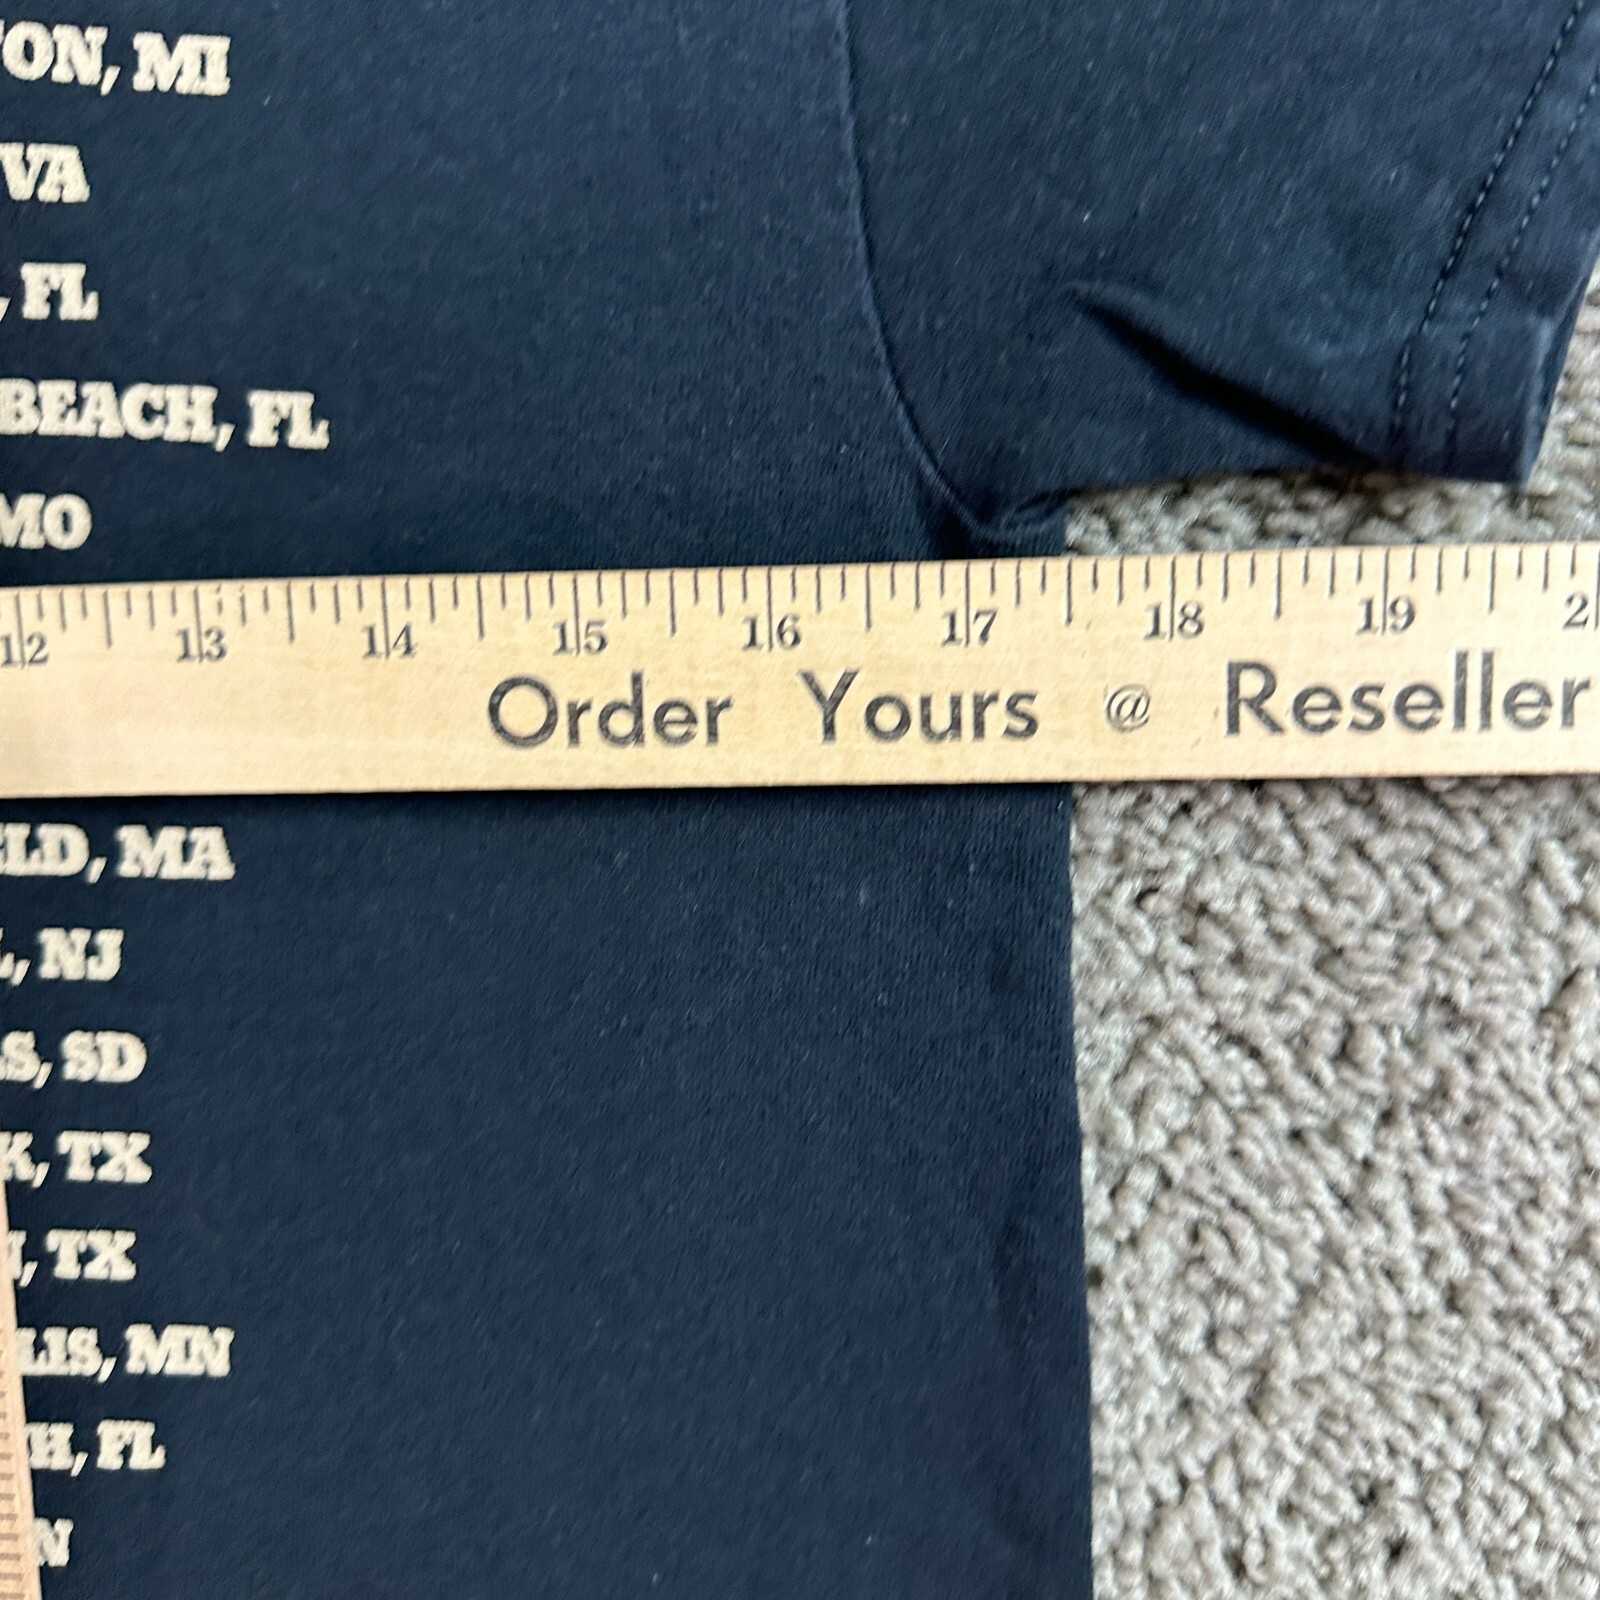 ON, MI
VA
, FL
BEACH, FL
MO
12 13 14 15 16 17 18 19 2
Order Yours @ Reseller
LD, MA
, NJ
S, SD
K, TX
, TX
LIS, MN
H, FL
N